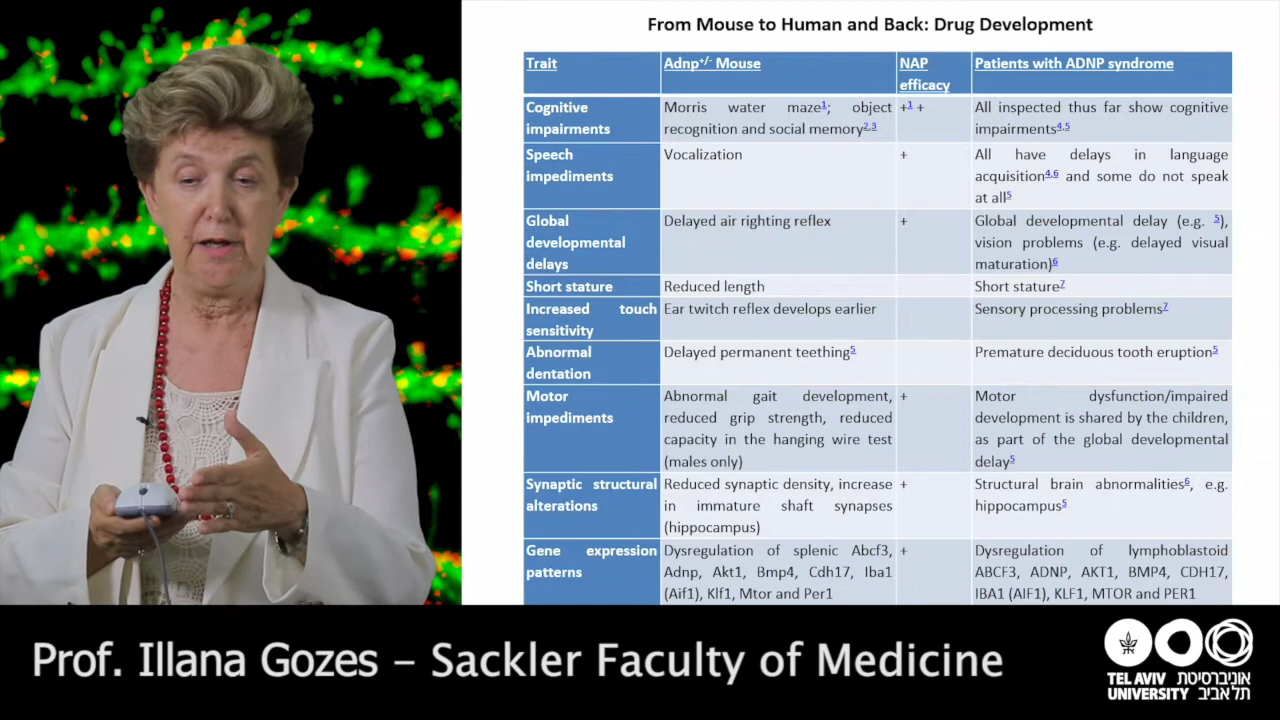 From Mouse to Human and Back: Drug Development
Trait
Adnp+/- Mouse
NAP
efficacy
Patients with ADNP syndrome
Cognitive
impairments
Morris water maze1; object
recognition and social memory2,3
+1 +
All inspected thus far show cognitive
impairments4,5
Speech
impediments
Vocalization
+
All have delays in language
acquisition4,6 and some do not speak
at all5
Global
developmental
delays
Delayed air righting reflex
+
Global developmental delay (e.g. 5),
vision problems (e.g. delayed visual
maturation)6
Short stature
Reduced length
Short stature7
Increased touch
sensitivity
Ear twitch reflex develops earlier
Sensory processing problems7
Abnormal
dentation
Delayed permanent teething5
Premature deciduous tooth eruption5
Motor
impediments
Abnormal gait development,
reduced grip strength, reduced
capacity in the hanging wire test
(males only)
+
Motor dysfunction/impaired
development is shared by the children,
as part of the global developmental
delay5
Synaptic structural
alterations
Reduced synaptic density, increase
in immature shaft synapses
(hippocampus)
+
Structural brain abnormalities6, e.g.
hippocampus5
Gene expression
patterns
Dysregulation of splenic Abcf3,
Adnp, Akt1, Bmp4, Cdh17, Iba1
(Aif1), Klf1, Mtor and Per1
+
Dysregulation of lymphoblastoid
ABCF3, ADNP, AKT1, BMP4, CDH17,
IBA1 (AIF1), KLF1, MTOR and PER1
Prof. Illana Gozes – Sackler Faculty of Medicine
TEL AVIV
UNIVERSITY
אוניברסיטת
תל אביב